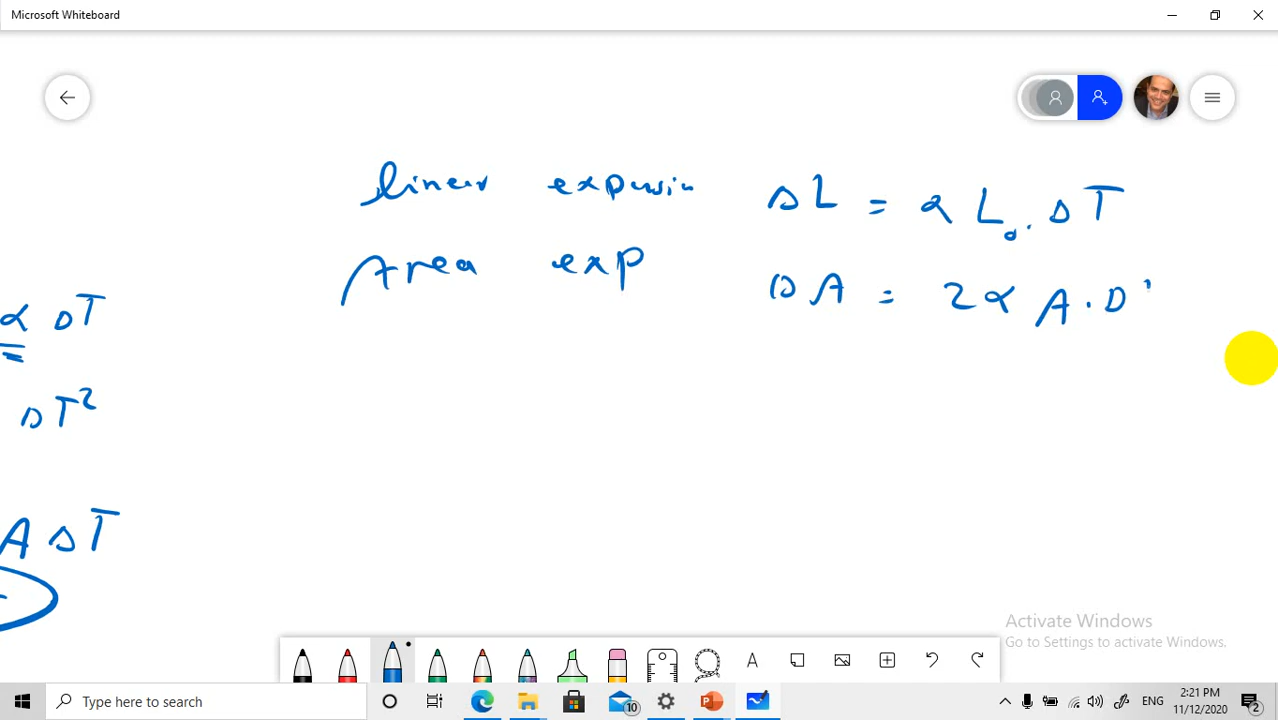 Microsoft Whiteboard
linear expansion ΔL = α L₀ . ΔT
Area exp ΔA = 2α A . Δ
α ΔT
ΔT²
A ΔT
Activate Windows
Go to Settings to activate Windows.
A
Type here to search
10
ENG
2:21 PM
11/12/2020
2